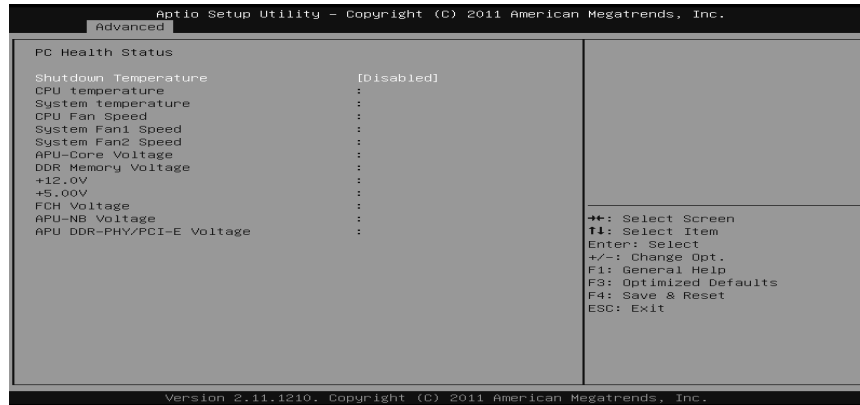 Aptio Setup Utility – Copyright (C) 2011 American Megatrends, Inc.
Advanced
PC Health Status
Shutdown Temperature [Disabled]
CPU temperature :
System temperature :
CPU Fan Speed :
System Fan1 Speed :
System Fan2 Speed :
APU-Core Voltage :
DDR Memory Voltage :
+12.0V :
+5.00V :
FCH Voltage :
APU-NB Voltage :
APU DDR-PHY/PCI-E Voltage :
→←: Select Screen
↑↓: Select Item
Enter: Select
+/-: Change Opt.
F1: General Help
F3: Optimized Defaults
F4: Save & Reset
ESC: Exit
Version 2.11.1210. Copyright (C) 2011 American Megatrends, Inc.